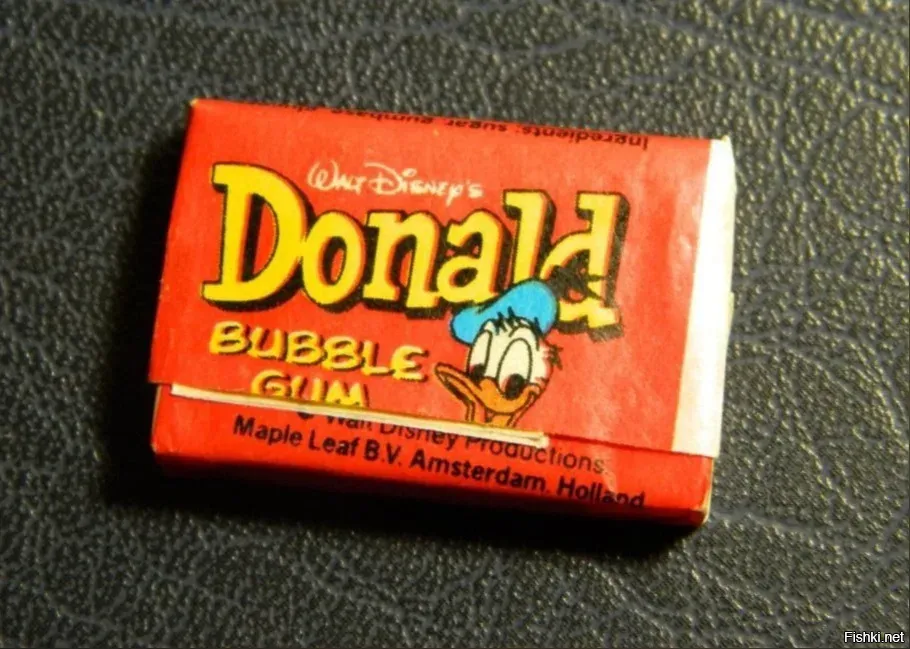 Ingredients: sugar, gumbase
WALT DISNEY'S
Donald
BUBBLE
GUM
Walt Disney Productions
Maple Leaf B.V. Amsterdam, Holland
Fishki.net